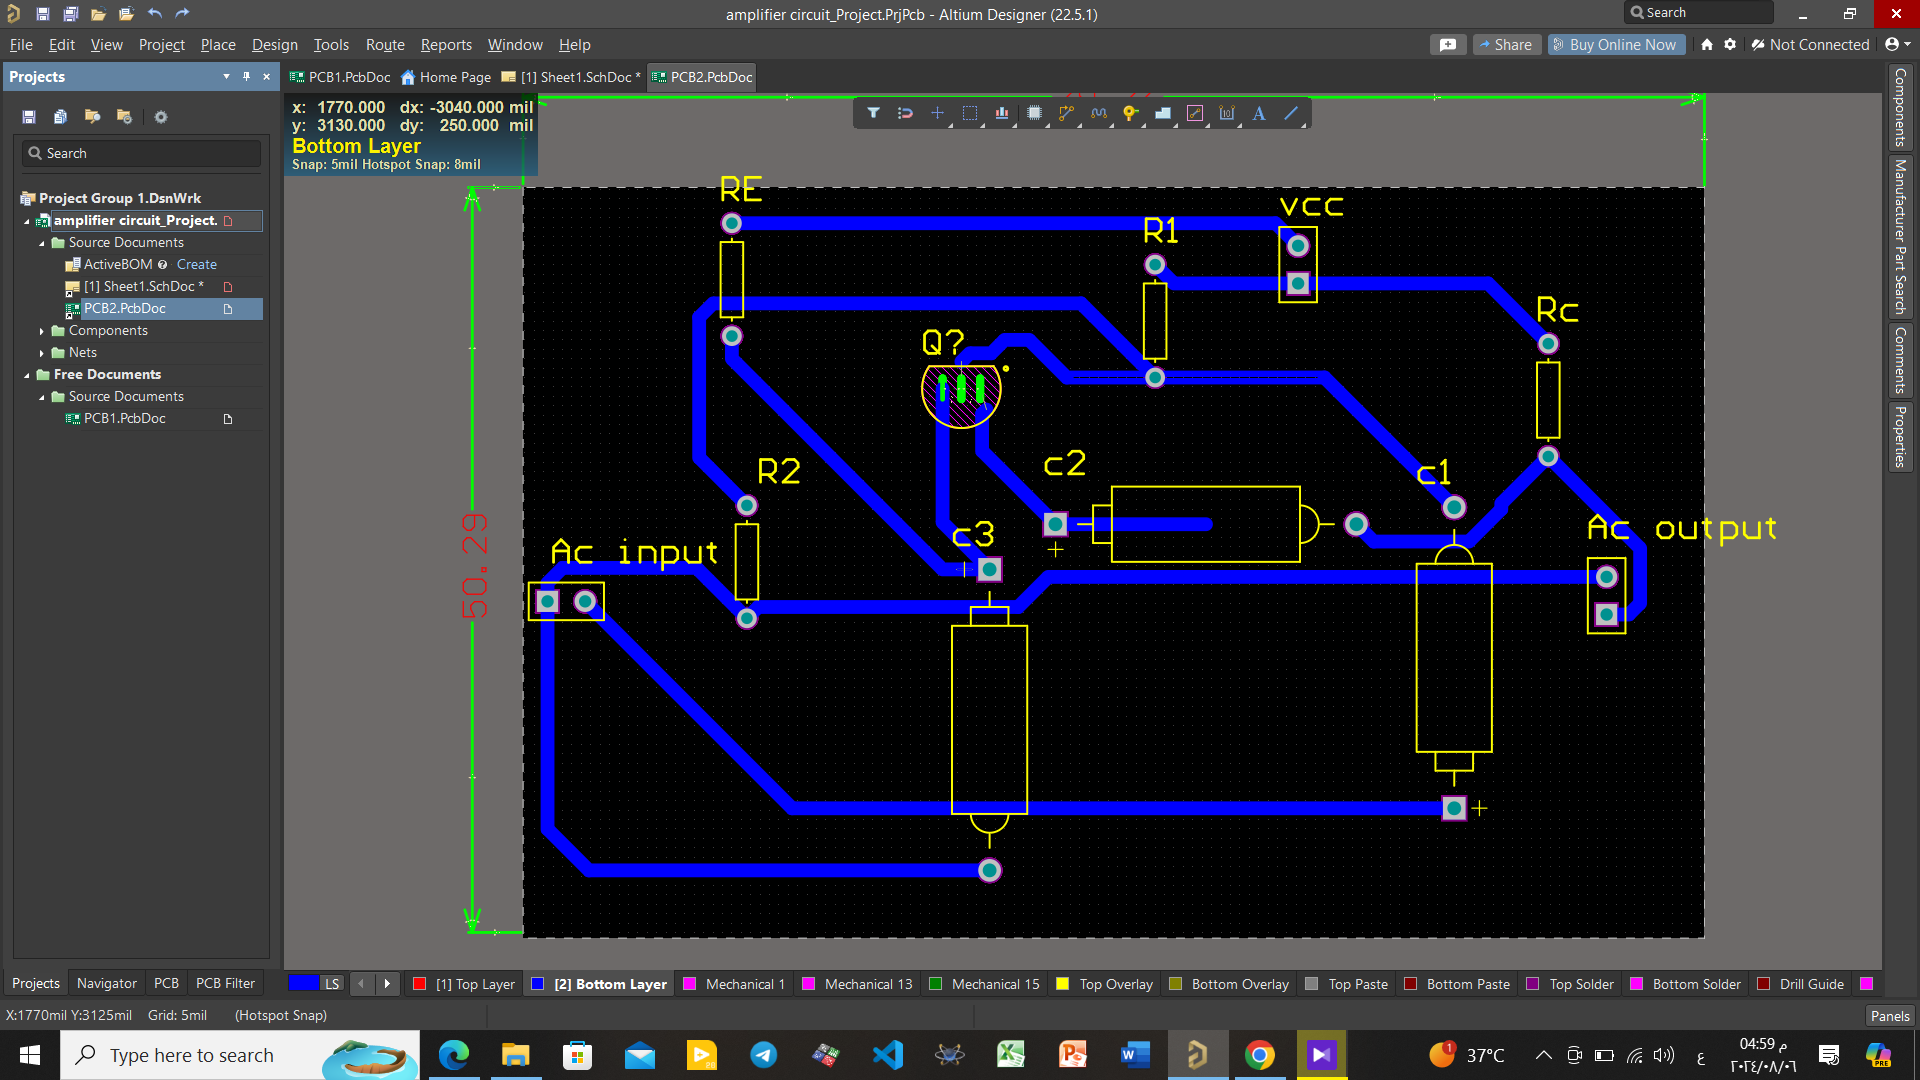 amplifier circuit_Project.PrjPcb - Altium Designer (22.5.1)
Search
File Edit View Project Place Design Tools Route Reports Window Help
Share
Buy Online Now
Not Connected
Projects
PCB1.PcbDoc
Home Page
[1] Sheet1.SchDoc *
PCB2.PcbDoc
x: 1770.000 dx: -3040.000 mil
y: 3130.000 dy: 250.000 mil
Bottom Layer
Snap: 5mil Hotspot Snap: 8mil
Search
Project Group 1.DsnWrk
amplifier circuit_Project.
Source Documents
ActiveBOM Create
[1] Sheet1.SchDoc *
PCB2.PcbDoc
Components
Nets
Free Documents
Source Documents
PCB1.PcbDoc
RE
vcc
R1
Rc
Q?
R2
c2
c1
c3
Ac input
Ac output
50.29
Components
Manufacturer Part Search
Comments
Properties
Projects Navigator PCB PCB Filter
LS
[1] Top Layer
[2] Bottom Layer
Mechanical 1
Mechanical 13
Mechanical 15
Top Overlay
Bottom Overlay
Top Paste
Bottom Paste
Top Solder
Bottom Solder
Drill Guide
X:1770mil Y:3125mil Grid: 5mil (Hotspot Snap)
Panels
Type here to search
1
37°C
ع
04:59 م
٢٠٢٤/٠٨/٠٦
PRE